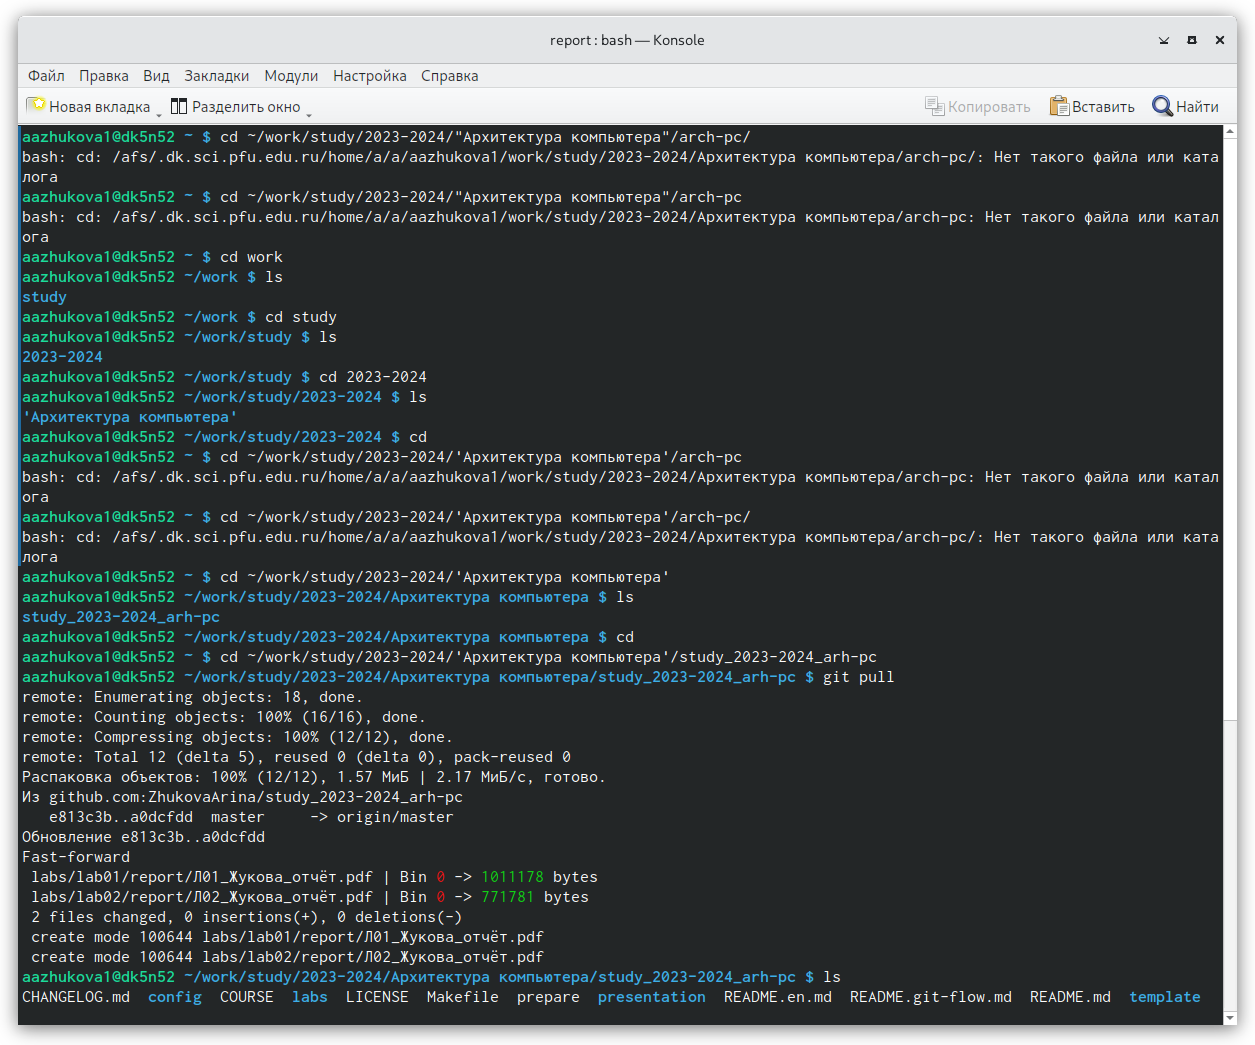 report : bash — Konsole
Файл Правка Вид Закладки Модули Настройка Справка
Новая вкладка Разделить окно Копировать Вставить Найти
aazhukova1@dk5n52 ~ $ cd ~/work/study/2023-2024/"Архитектура компьютера"/arch-pc/
bash: cd: /afs/.dk.sci.pfu.edu.ru/home/a/a/aazhukova1/work/study/2023-2024/Архитектура компьютера/arch-pc/: Нет такого файла или ката
лога
aazhukova1@dk5n52 ~ $ cd ~/work/study/2023-2024/"Архитектура компьютера"/arch-pc
bash: cd: /afs/.dk.sci.pfu.edu.ru/home/a/a/aazhukova1/work/study/2023-2024/Архитектура компьютера/arch-pc: Нет такого файла или катал
ога
aazhukova1@dk5n52 ~ $ cd work
aazhukova1@dk5n52 ~/work $ ls
study
aazhukova1@dk5n52 ~/work $ cd study
aazhukova1@dk5n52 ~/work/study $ ls
2023-2024
aazhukova1@dk5n52 ~/work/study $ cd 2023-2024
aazhukova1@dk5n52 ~/work/study/2023-2024 $ ls
'Архитектура компьютера'
aazhukova1@dk5n52 ~/work/study/2023-2024 $ cd
aazhukova1@dk5n52 ~ $ cd ~/work/study/2023-2024/'Архитектура компьютера'/arch-pc
bash: cd: /afs/.dk.sci.pfu.edu.ru/home/a/a/aazhukova1/work/study/2023-2024/Архитектура компьютера/arch-pc: Нет такого файла или катал
ога
aazhukova1@dk5n52 ~ $ cd ~/work/study/2023-2024/'Архитектура компьютера'/arch-pc/
bash: cd: /afs/.dk.sci.pfu.edu.ru/home/a/a/aazhukova1/work/study/2023-2024/Архитектура компьютера/arch-pc/: Нет такого файла или ката
лога
aazhukova1@dk5n52 ~ $ cd ~/work/study/2023-2024/'Архитектура компьютера'
aazhukova1@dk5n52 ~/work/study/2023-2024/Архитектура компьютера $ ls
study_2023-2024_arh-pc
aazhukova1@dk5n52 ~/work/study/2023-2024/Архитектура компьютера $ cd
aazhukova1@dk5n52 ~ $ cd ~/work/study/2023-2024/'Архитектура компьютера'/study_2023-2024_arh-pc
aazhukova1@dk5n52 ~/work/study/2023-2024/Архитектура компьютера/study_2023-2024_arh-pc $ git pull
remote: Enumerating objects: 18, done.
remote: Counting objects: 100% (16/16), done.
remote: Compressing objects: 100% (12/12), done.
remote: Total 12 (delta 5), reused 0 (delta 0), pack-reused 0
Распаковка объектов: 100% (12/12), 1.57 МиБ | 2.17 МиБ/с, готово.
Из github.com:ZhukovaArina/study_2023-2024_arh-pc
e813c3b..a0dcfdd master -> origin/master
Обновление e813c3b..a0dcfdd
Fast-forward
labs/lab01/report/Л01_Жукова_отчёт.pdf | Bin 0 -> 1011178 bytes
labs/lab02/report/Л02_Жукова_отчёт.pdf | Bin 0 -> 771781 bytes
2 files changed, 0 insertions(+), 0 deletions(-)
create mode 100644 labs/lab01/report/Л01_Жукова_отчёт.pdf
create mode 100644 labs/lab02/report/Л02_Жукова_отчёт.pdf
aazhukova1@dk5n52 ~/work/study/2023-2024/Архитектура компьютера/study_2023-2024_arh-pc $ ls
CHANGELOG.md config COURSE labs LICENSE Makefile prepare presentation README.en.md README.git-flow.md README.md template